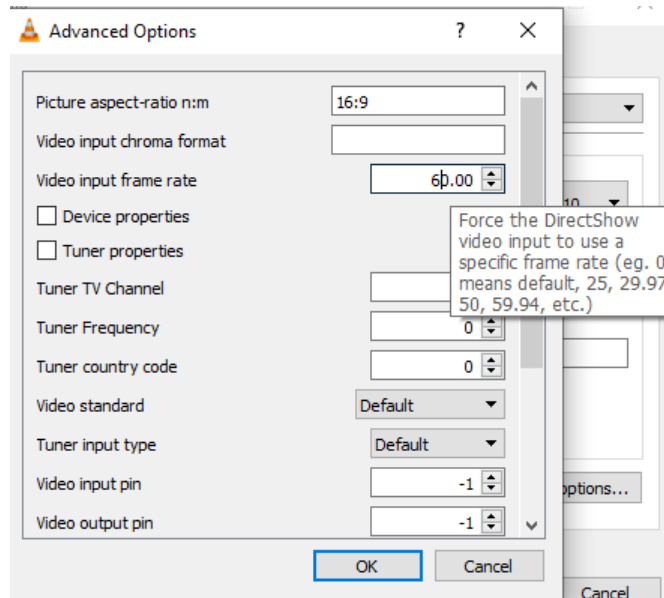 Advanced Options
?
Picture aspect-ratio n:m 16:9
Video input chroma format
Video input frame rate 60.00
Device properties
Tuner properties
Force the DirectShow
video input to use a
specific frame rate (eg. 0
means default, 25, 29.97
50, 59.94, etc.)
Tuner TV Channel
Tuner Frequency 0
Tuner country code 0
Video standard Default
Tuner input type Default
Video input pin -1
Video output pin -1
options...
OK Cancel
Cancel